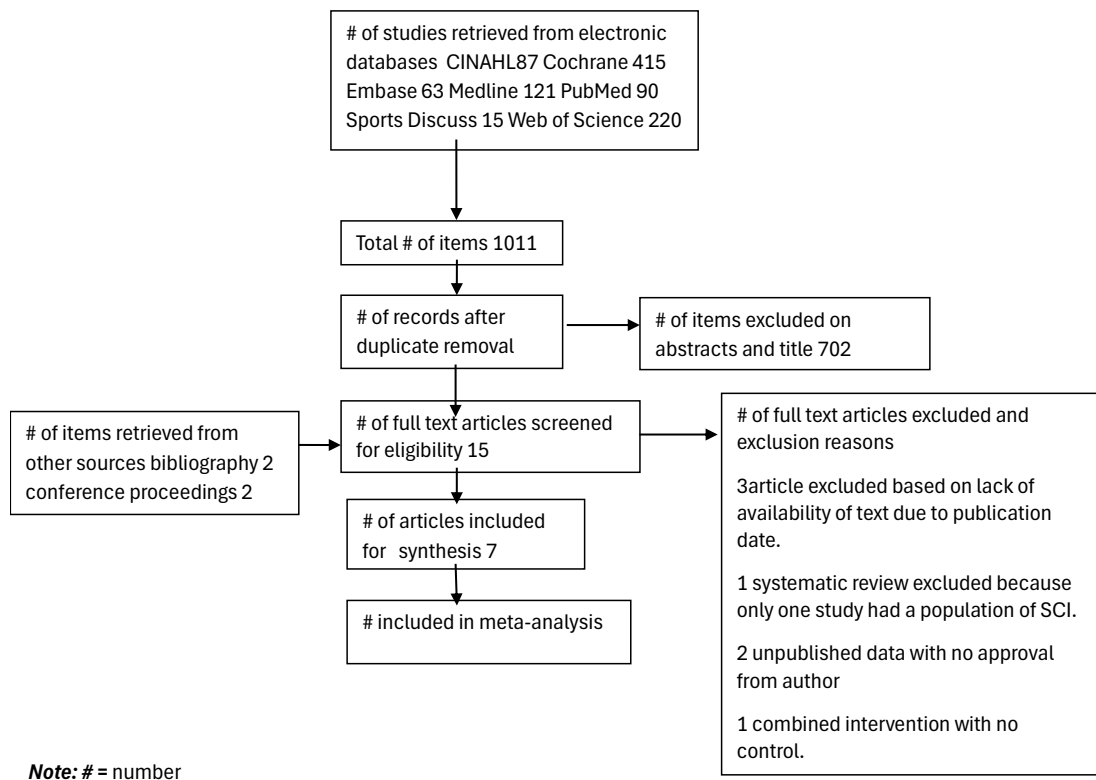 # of studies retrieved from electronic
databases  CINAHL87 Cochrane 415
Embase 63 Medline 121 PubMed 90
Sports Discuss 15 Web of Science 220
Total # of items 1011
# of records after
duplicate removal
# of items excluded on
abstracts and title 702
# of items retrieved from
other sources bibliography 2
conference proceedings 2
# of full text articles screened
for eligibility 15
# of full text articles excluded and
exclusion reasons
3article excluded based on lack of
availability of text due to publication
date.
1 systematic review excluded because
only one study had a population of SCI.
2 unpublished data with no approval
from author
1 combined intervention with no
control.
# of articles included
for  synthesis 7
# included in meta-analysis
Note: # = number